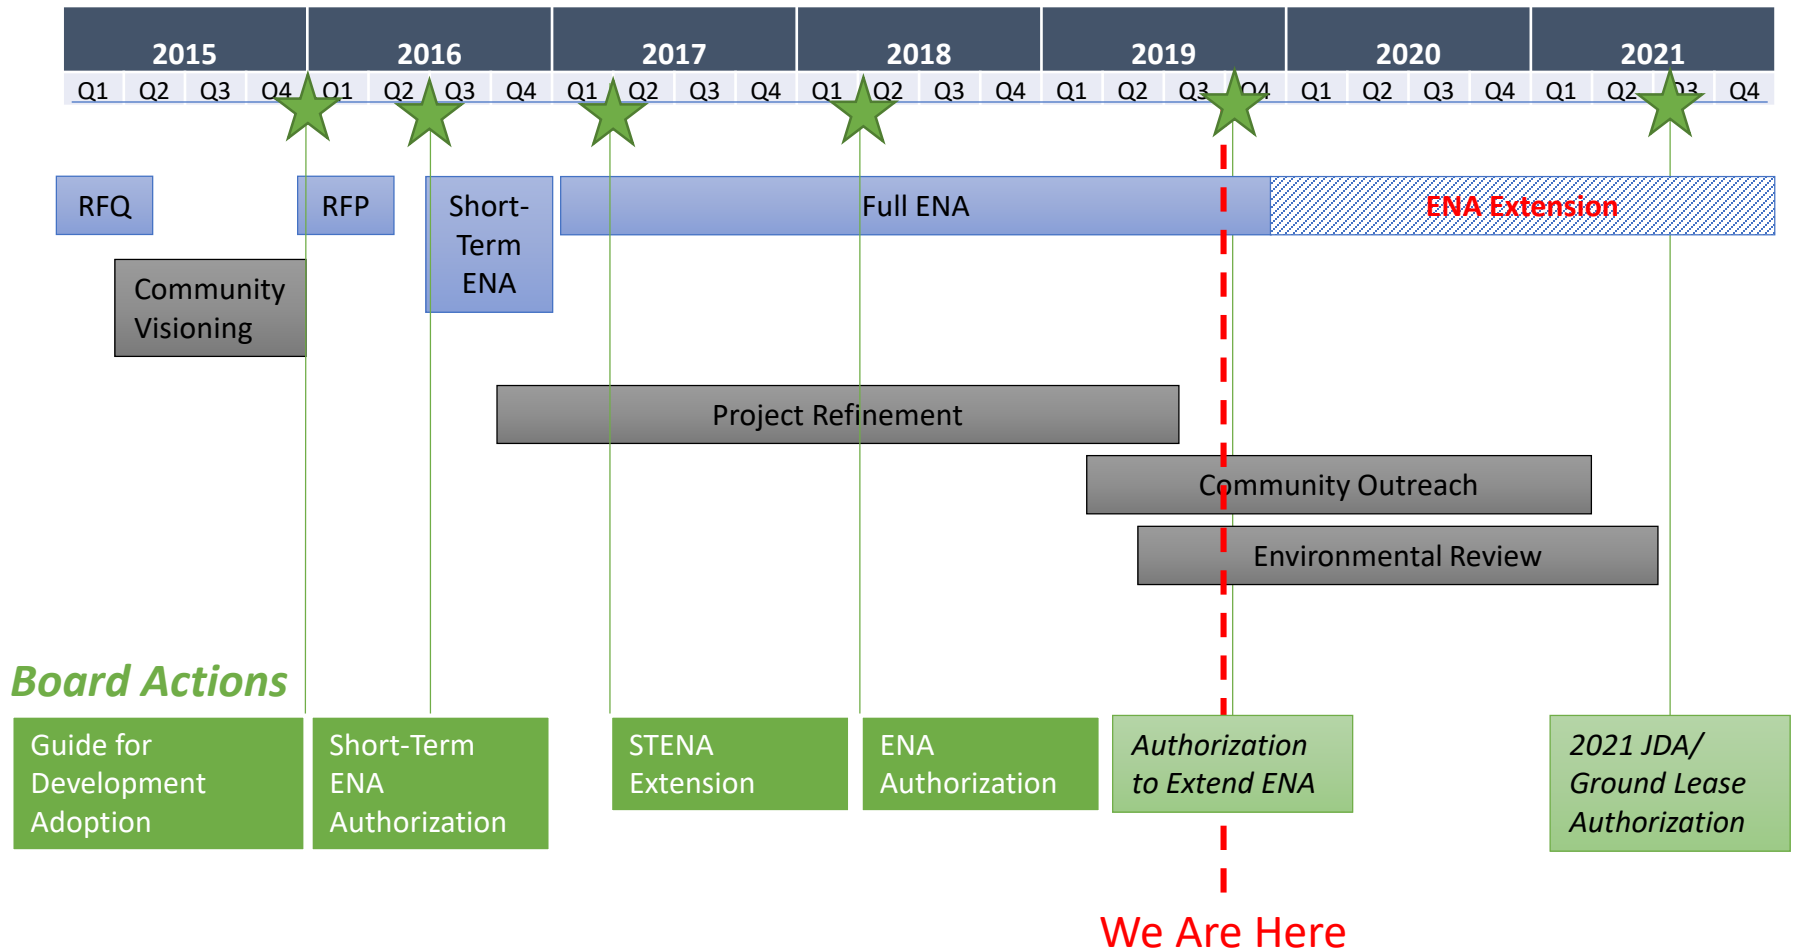 2015 2016 2017 2018 2019 2020 2021
Q1 Q2 Q3 Q4 Q1 Q2 Q3 Q4 Q1 Q2 Q3 Q4 Q1 Q2 Q3 Q4 Q1 Q2 Q3 Q4 Q1 Q2 Q3 Q4 Q1 Q2 Q3 Q4
RFQ
RFP
Short-
Term
ENA
Full ENA
ENA Extension
Community
Visioning
Project Refinement
Community Outreach
Environmental Review
Board Actions
Guide for
Development
Adoption
Short-Term
ENA
Authorization
STENA
Extension
ENA
Authorization
Authorization
to Extend ENA
2021 JDA/
Ground Lease
Authorization
We Are Here